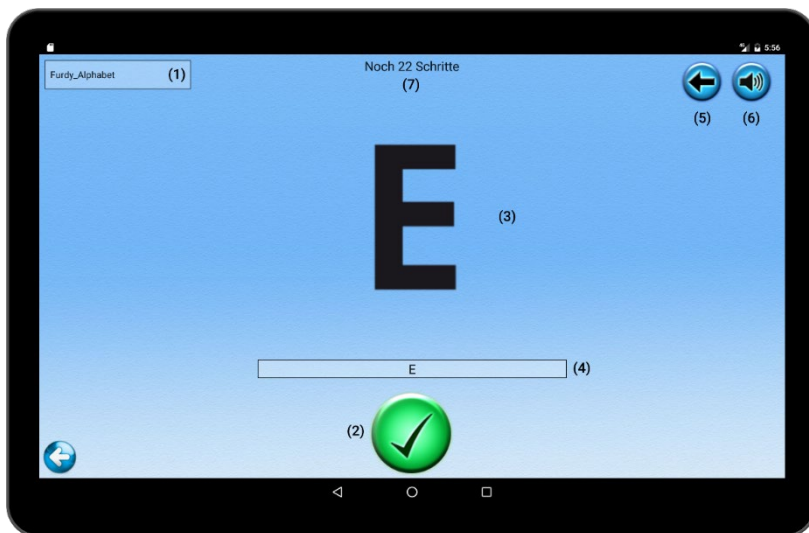 5:56
Furdy_Alphabet (1)
Noch 22 Schritte
(7)
(5) (6)
E (3)
E (4)
(2)